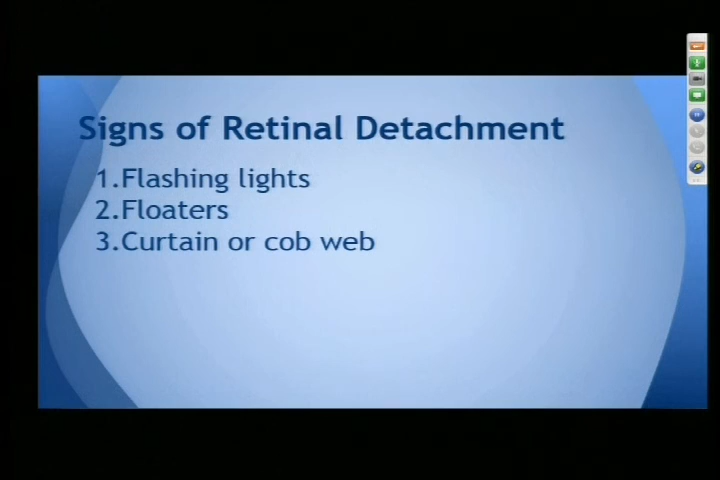 Signs of Retinal Detachment
1.Flashing lights
2.Floaters
3.Curtain or cob web